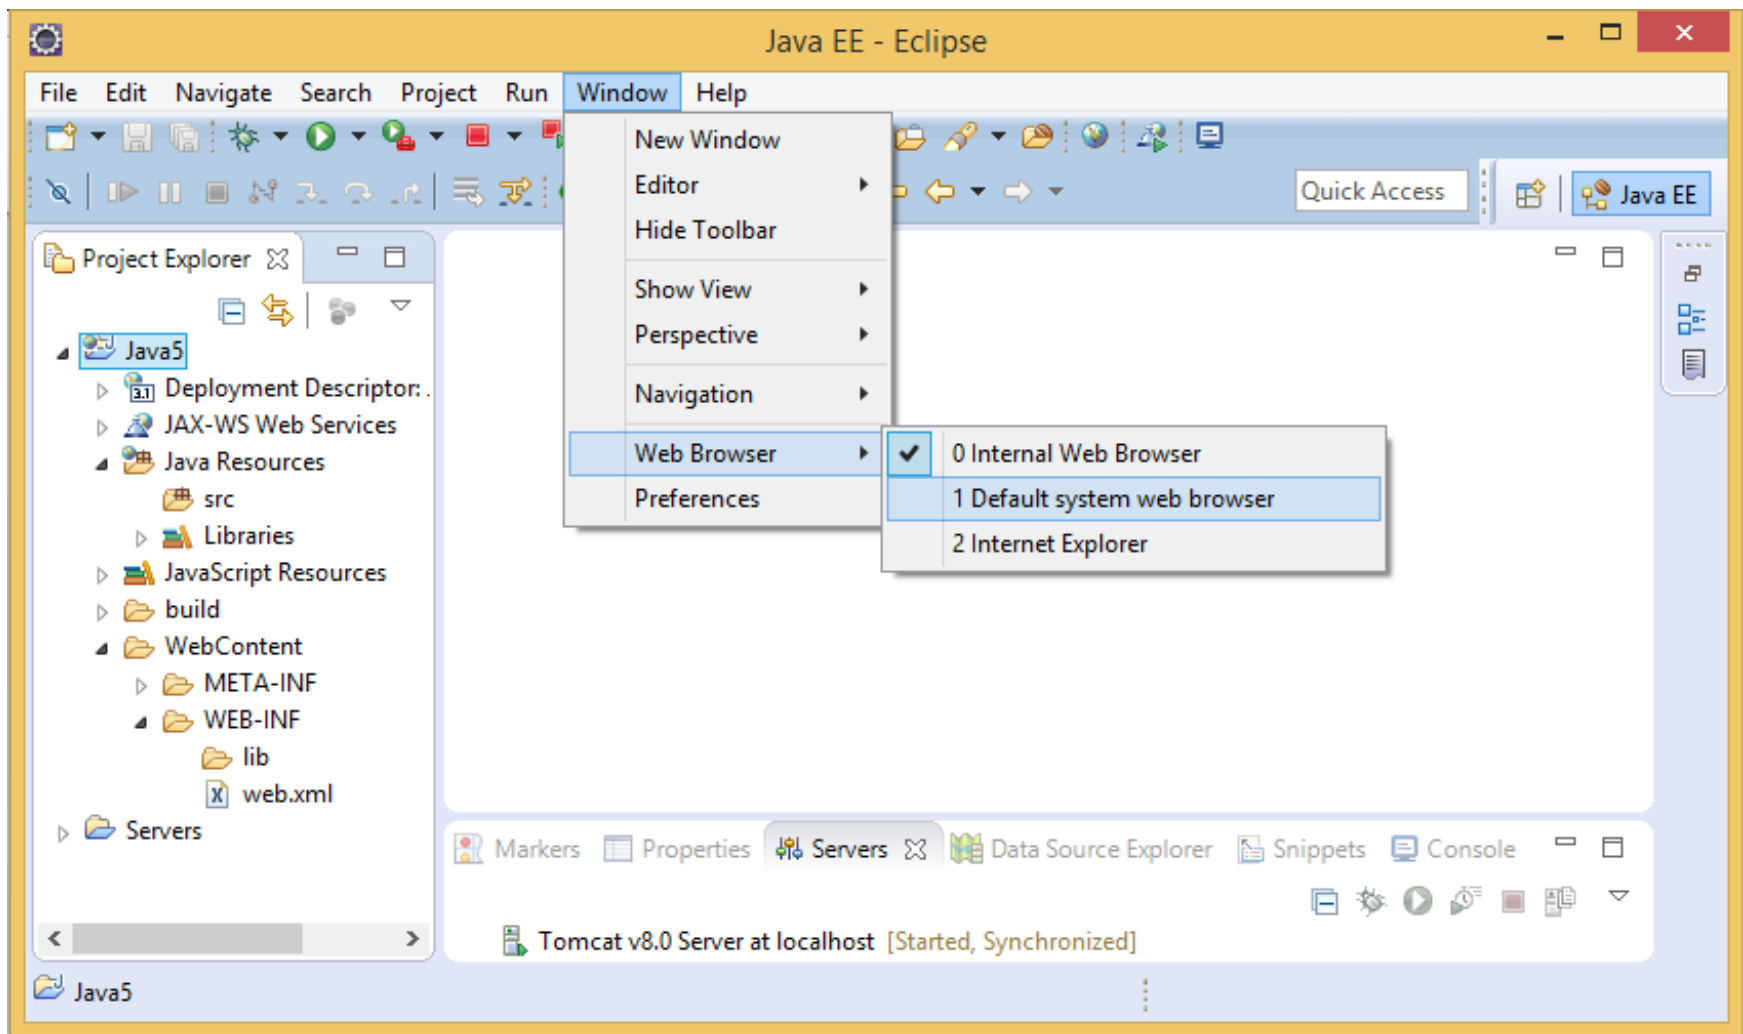 Java EE - Eclipse
File Edit Navigate Search Project Run Window Help
Quick Access
Java EE
New Window
Editor
Hide Toolbar
Show View
Perspective
Navigation
Web Browser
Preferences
0 Internal Web Browser
1 Default system web browser
2 Internet Explorer
Project Explorer
Java5
3.1 Deployment Descriptor: .
JAX-WS Web Services
Java Resources
src
Libraries
JavaScript Resources
build
WebContent
META-INF
WEB-INF
lib
X web.xml
Servers
Markers Properties Servers Data Source Explorer Snippets Console
Tomcat v8.0 Server at localhost [Started, Synchronized]
Java5